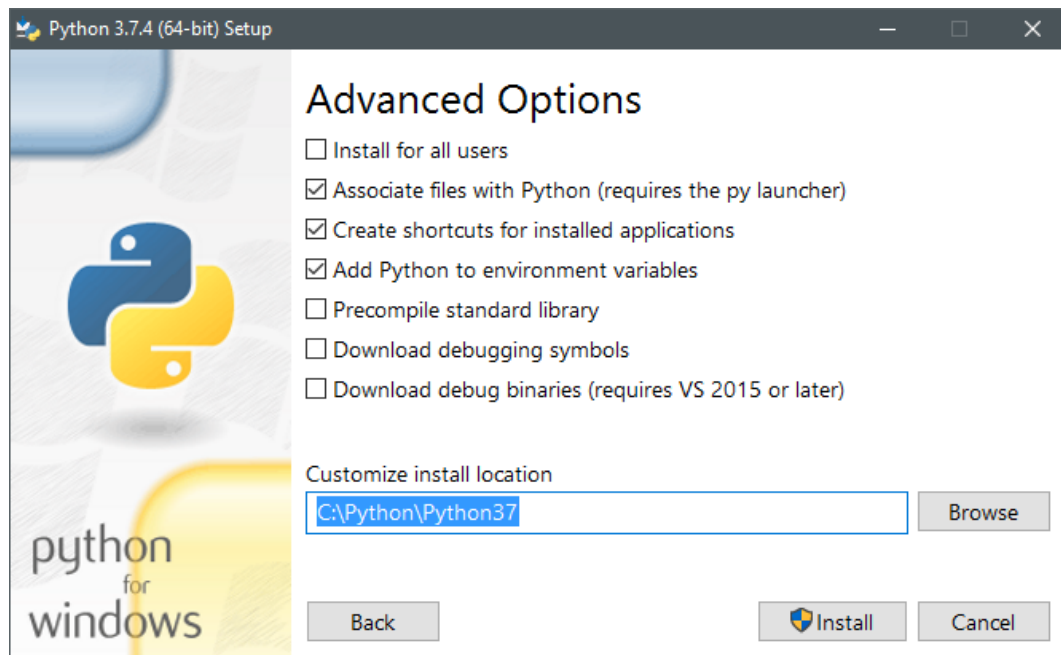 Python 3.7.4 (64-bit) Setup
Advanced Options
Install for all users
Associate files with Python (requires the py launcher)
Create shortcuts for installed applications
Add Python to environment variables
Precompile standard library
Download debugging symbols
Download debug binaries (requires VS 2015 or later)
Customize install location
C:\Python\Python37
Browse
python
for
windows
Back
Install
Cancel